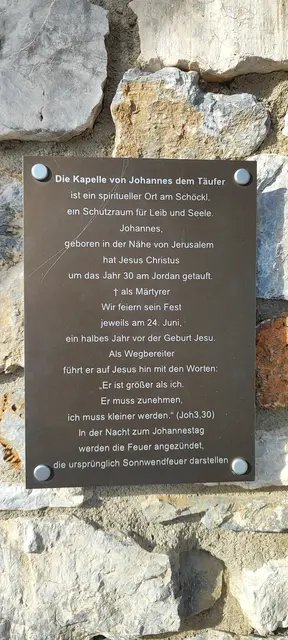 Die Kapelle von Johannes dem Täufer
ist ein spiritueller Ort am Schöckl,
ein Schutzraum für Leib und Seele.
Johannes,
geboren in der Nähe von Jerusalem
hat Jesus Christus
um das Jahr 30 am Jordan getauft.
† als Märtyrer
Wir feiern sein Fest
jeweils am 24. Juni,
ein halbes Jahr vor der Geburt Jesu.
Als Wegbereiter
führt er auf Jesus hin mit den Worten:
„Er ist größer als ich.
Er muss zunehmen,
ich muss kleiner werden.“ (Joh3,30)
In der Nacht zum Johannestag
werden die Feuer angezündet,
die ursprünglich Sonnwendfeuer darstellen